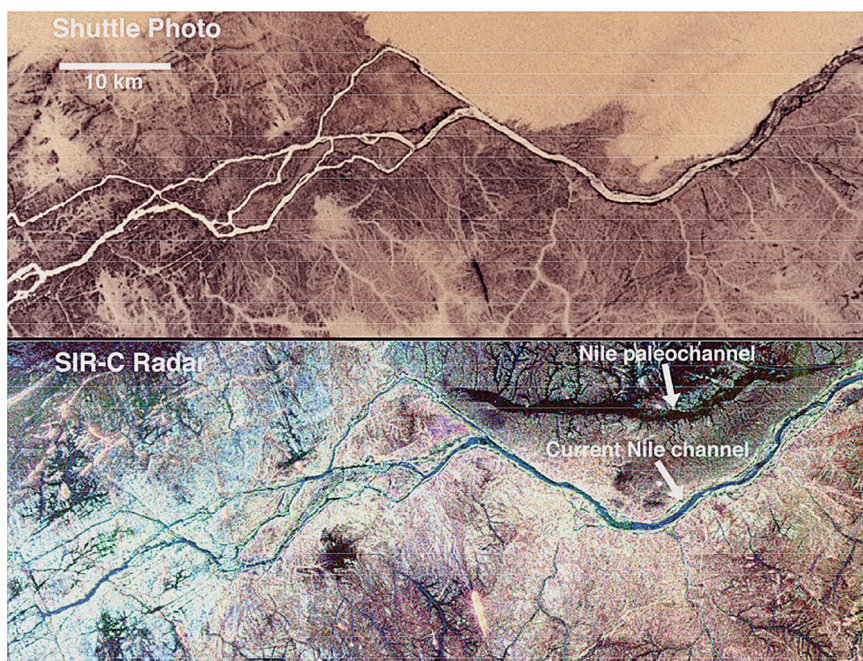 Shuttle Photo
10 km
SIR-C Radar
Nile paleochannel
Current Nile channel